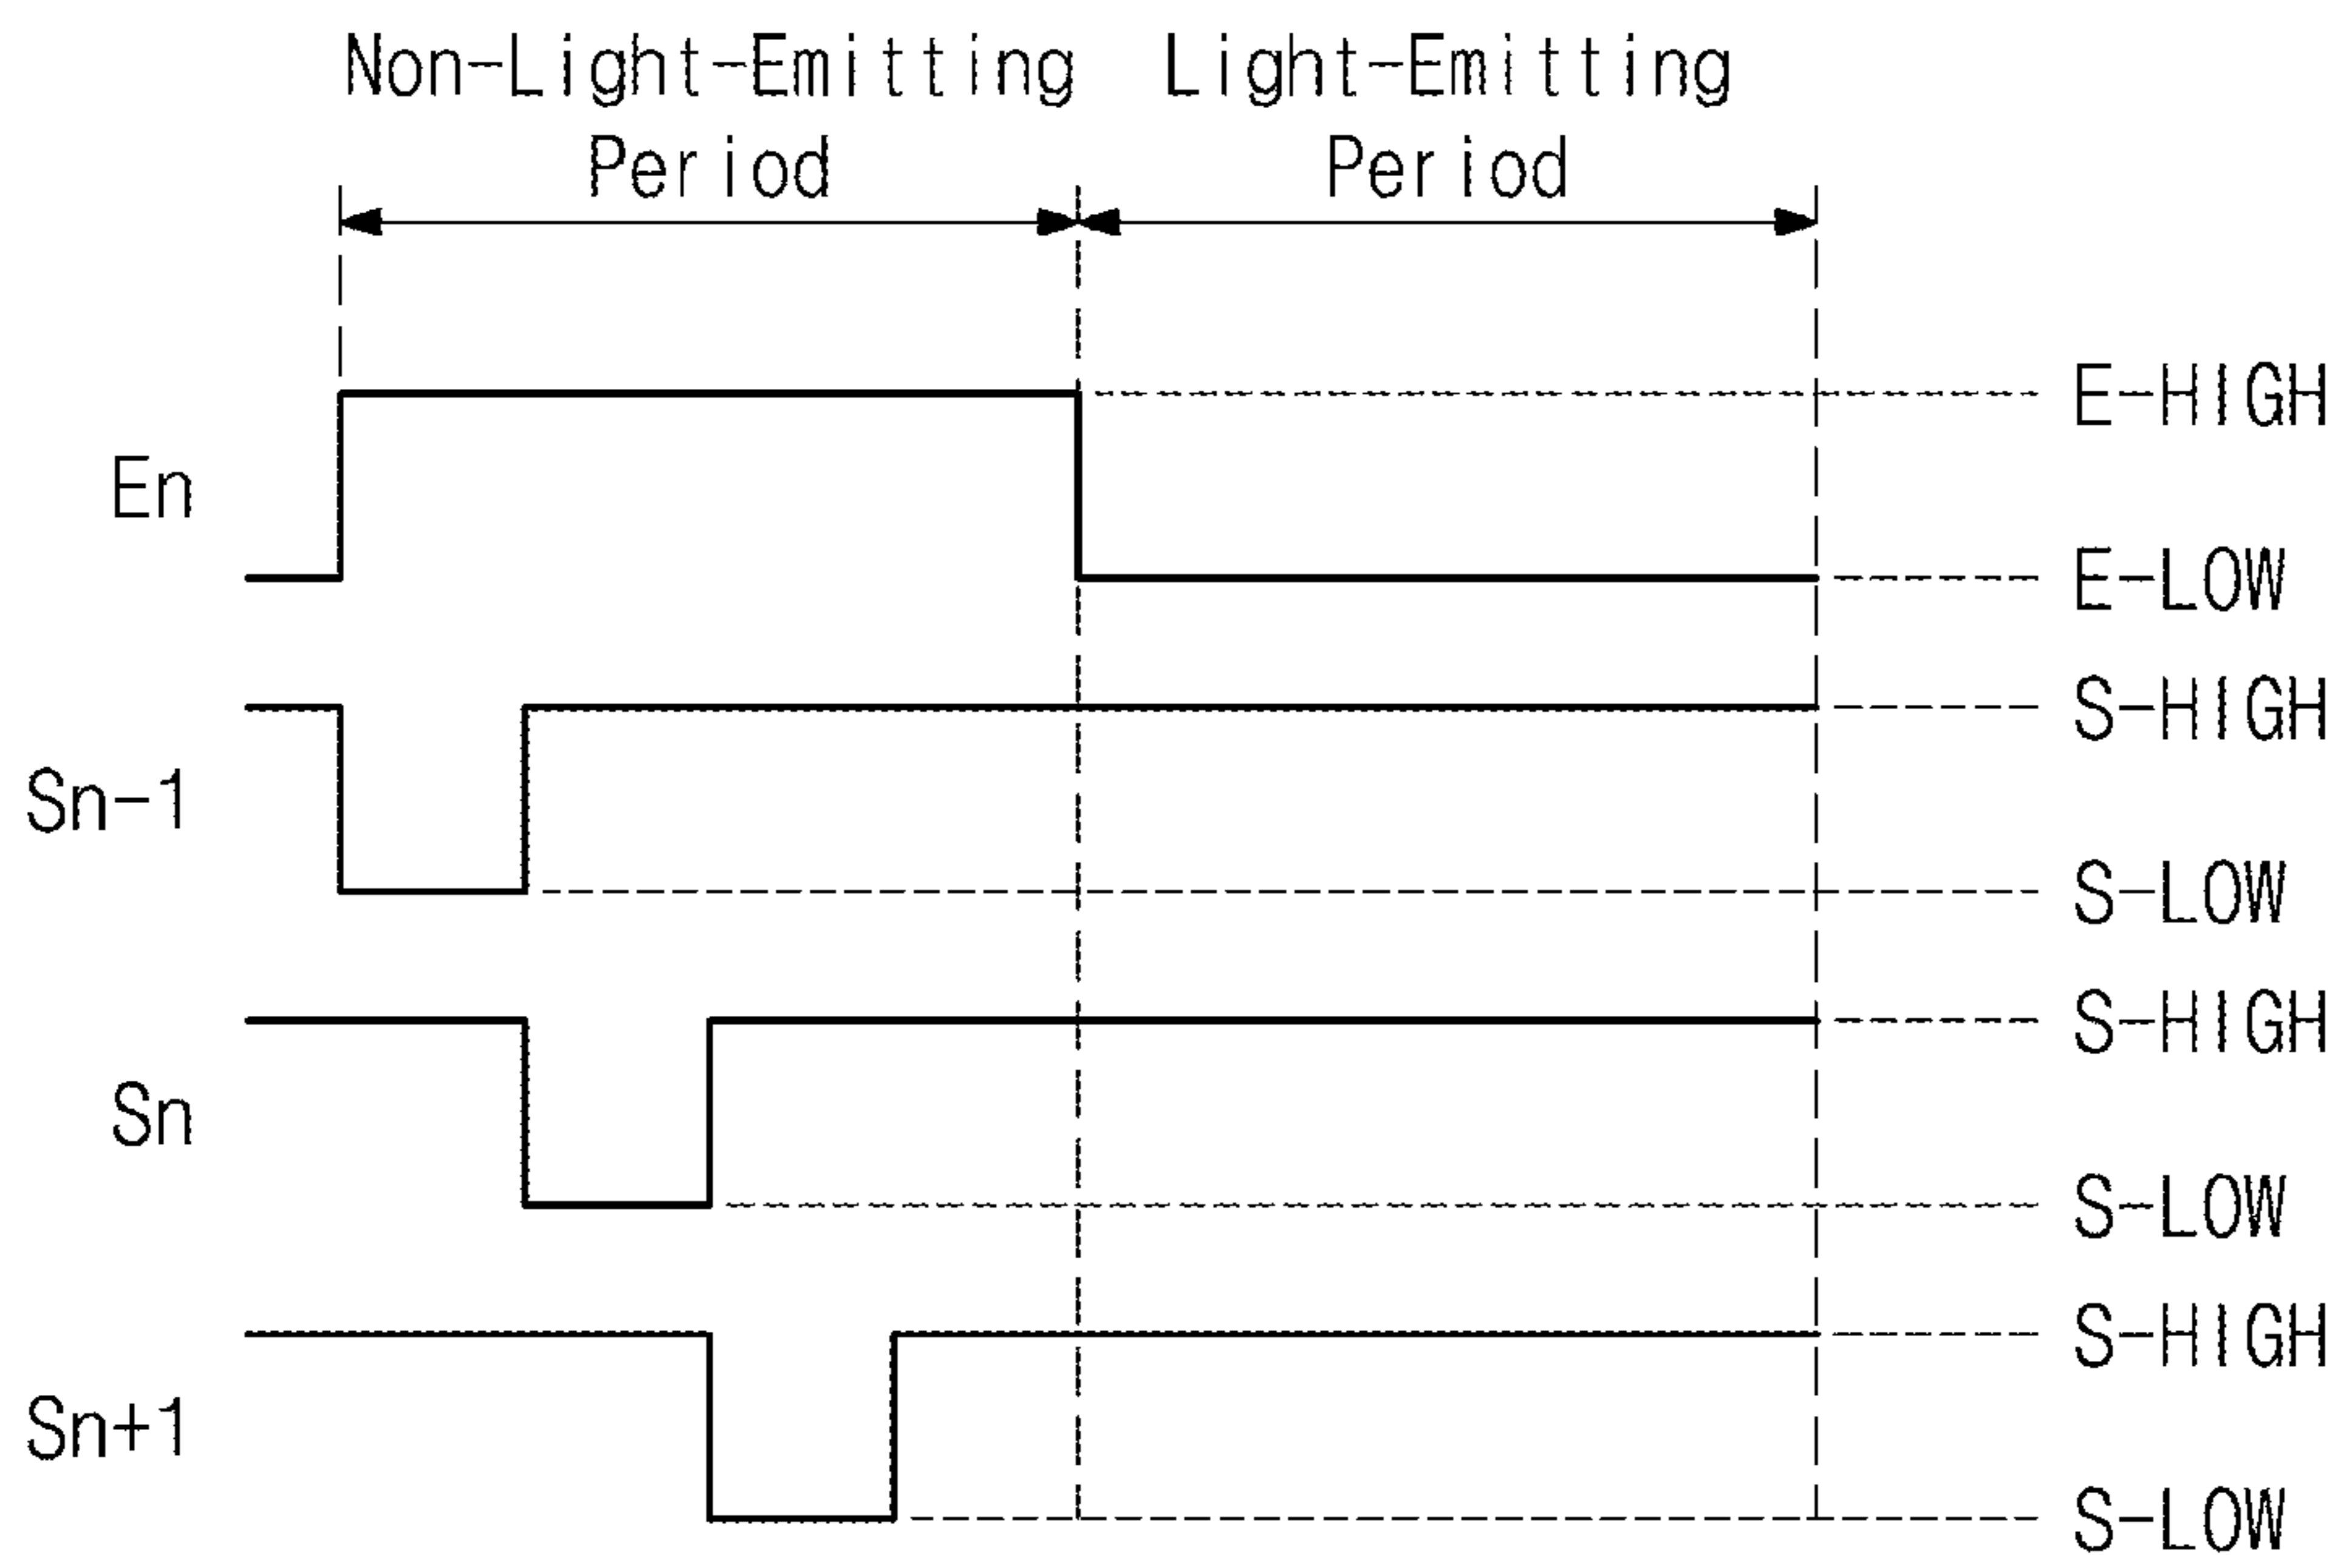 Non-Light-Emitting
Period
Light-Emitting
Period
E-HIGH
En
E-LOW
S-HIGH
Sn-1
S-LOW
S-HIGH
Sn
S-LOW
S-HIGH
Sn+1
S-LOW